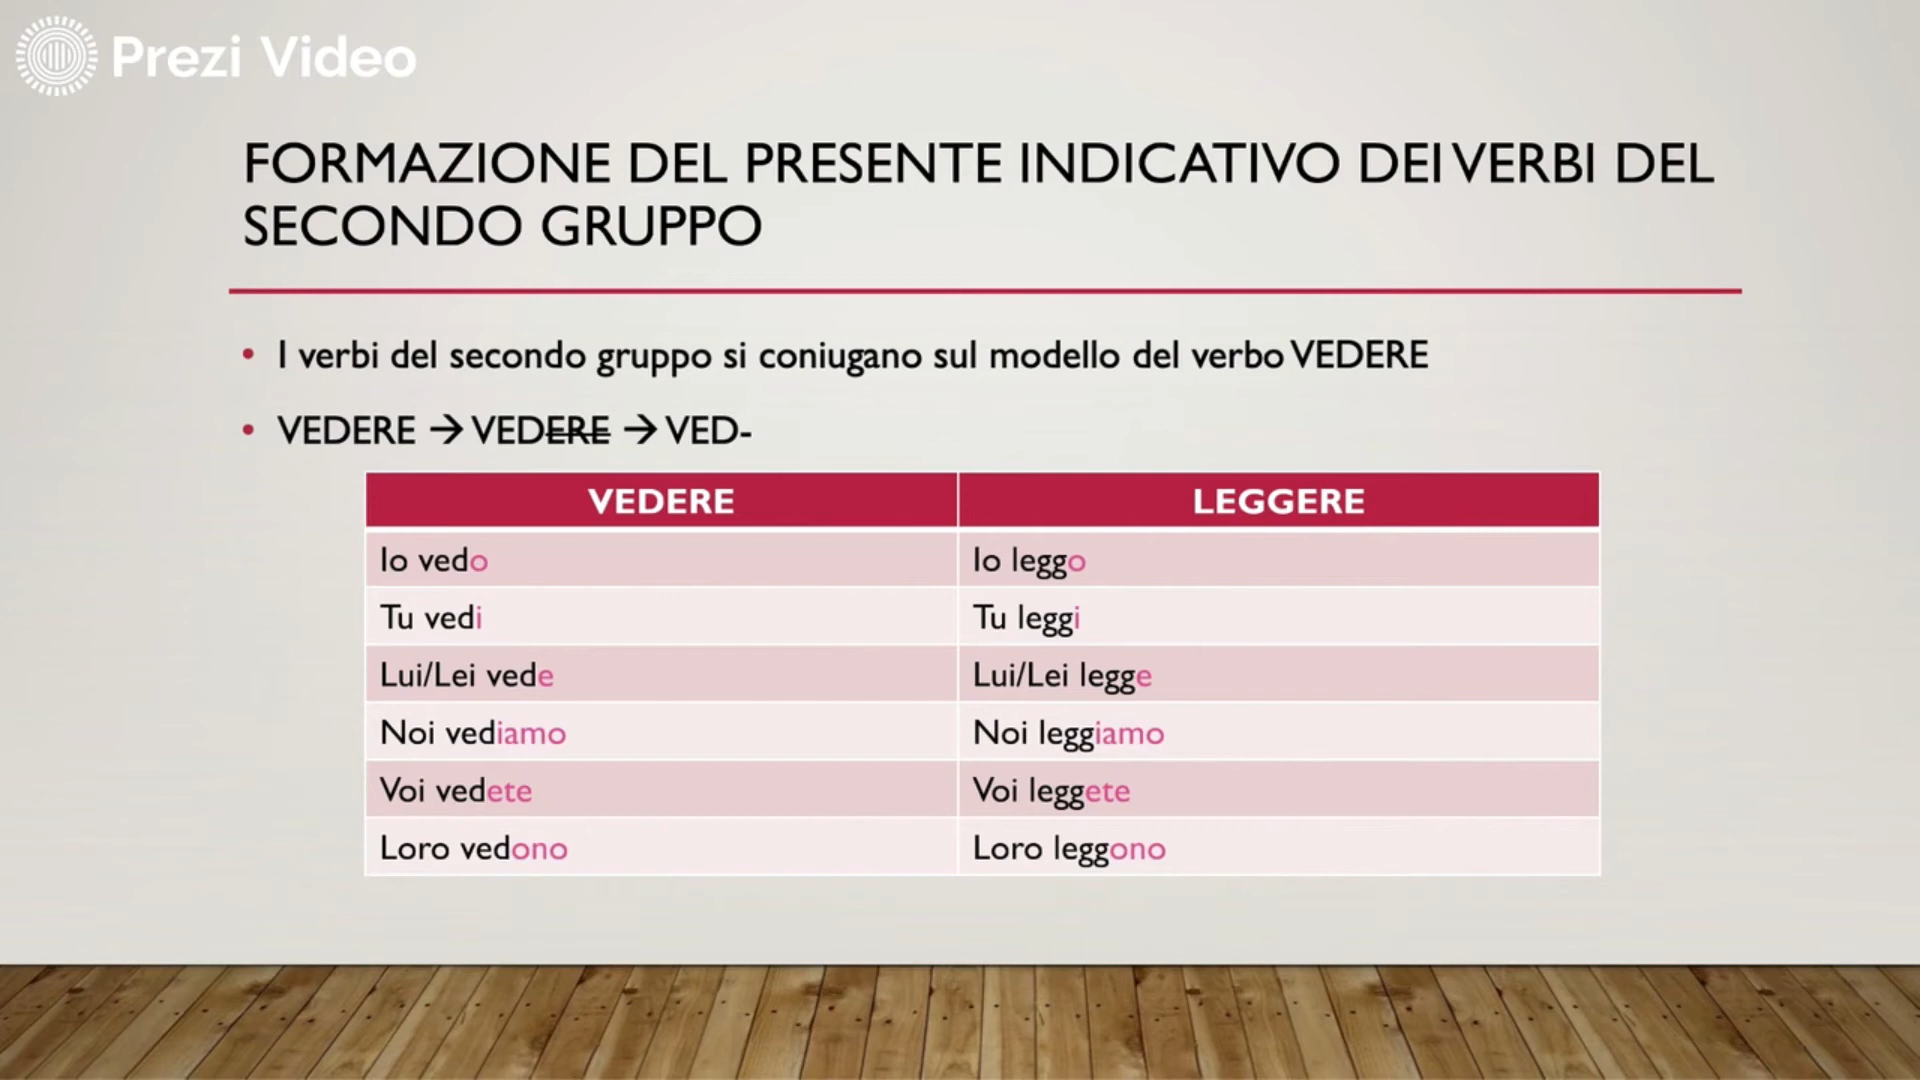 Prezi Video
FORMAZIONE DEL PRESENTE INDICATIVO DEI VERBI DEL
SECONDO GRUPPO
• I verbi del secondo gruppo si coniugano sul modello del verbo VEDERE
• VEDERE → VEDERE → VED-
VEDERE LEGGERE
Io vedo Io leggo
Tu vedi Tu leggi
Lui/Lei vede Lui/Lei legge
Noi vediamo Noi leggiamo
Voi vedete Voi leggete
Loro vedono Loro leggono